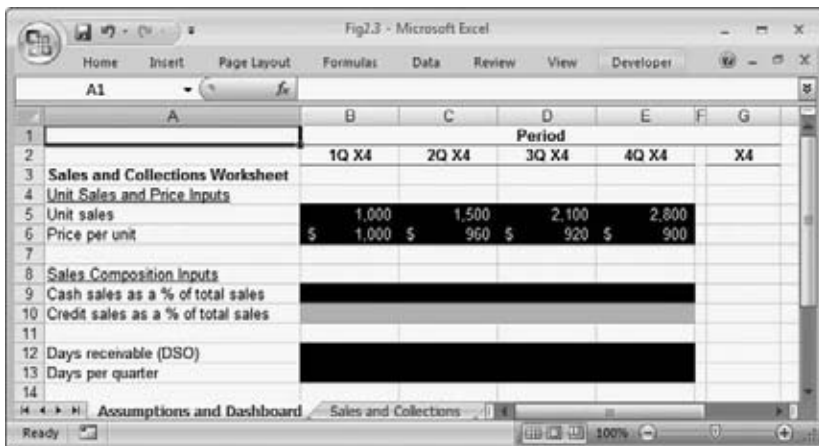 Fig2.3 - Microsoft Excel
Home Insert Page Layout Formulas Data Review View Developer
A1 fx
A B C D E F G
1 Period
2 1Q X4 2Q X4 3Q X4 4Q X4 X4
3 Sales and Collections Worksheet
4 Unit Sales and Price Inputs
5 Unit sales 1,000 1,500 2,100 2,800
6 Price per unit $ 1,000 $ 960 $ 920 $ 900
7
8 Sales Composition Inputs
9 Cash sales as a % of total sales
10 Credit sales as a % of total sales
11
12 Days receivable (DSO)
13 Days per quarter
14
Assumptions and Dashboard Sales and Collections
Ready 100%